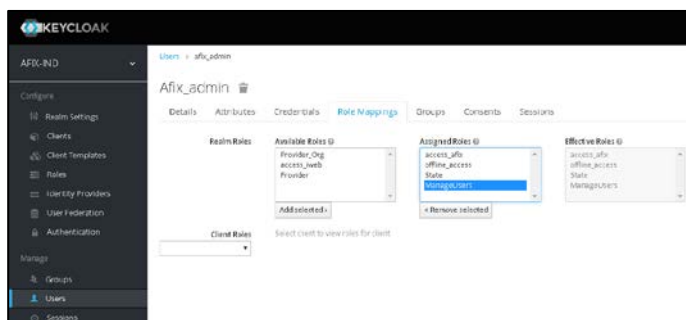 KEYCLOAK
AFIX-IND
Configure
Realm Settings
Clients
Client Templates
Roles
Identity Providers
User Federation
Authentication
Manage
Groups
Users
Sessions
Users > afix_admin
Afix_admin
Details Attributes Credentials Role Mappings Groups Consents Sessions
Realm Roles
Available Roles
Provider_Org
access_iweb
Provider
Add selected »
Assigned Roles
access_afix
offline_access
State
ManageUsers
« Remove selected
Effective Roles
access_afix
offline_access
State
ManageUsers
Client Roles
Select client to view roles for client